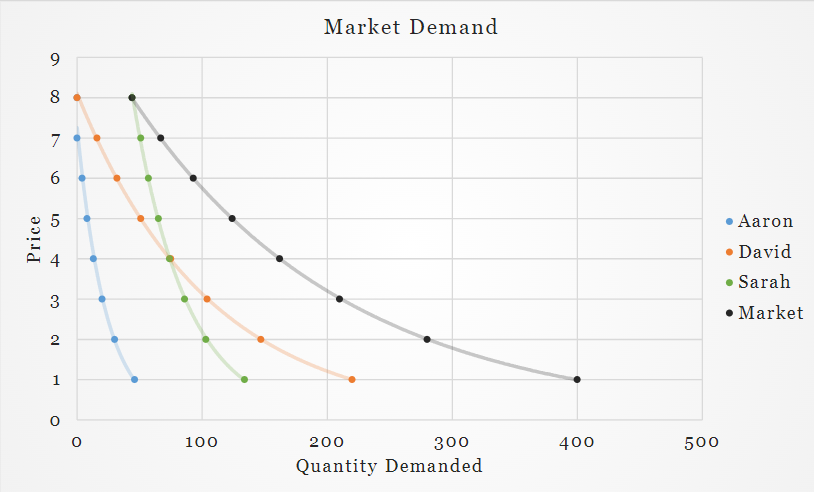 Market Demand
9
8
7
6
5
4
3
2
1
0
Price
0 100 200 300 400 500
Quantity Demanded
Aaron
David
Sarah
Market